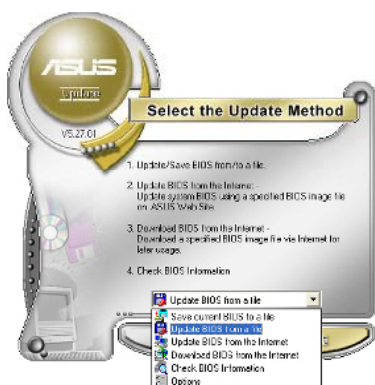 ASUS
Update
V5.27.01
Select the Update Method
1. Update/Save BIOS from/to a file.
2. Update BIOS from the Internet -
Update system BIOS using a specified BIOS image file
on ASUS Web Site.
3. Download BIOS from the Internet -
Download a specified BIOS image file via Internet for
later usage.
4. Check BIOS Information
Update BIOS from a file
Save current BIOS to a file
Update BIOS from a file
Update BIOS from the Internet
Download BIOS from the Internet
Check BIOS Information
Options